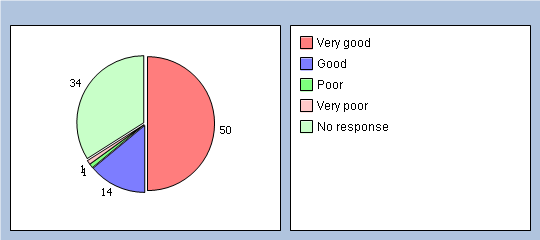 34
50
1
1
14
Very good
Good
Poor
Very poor
No response